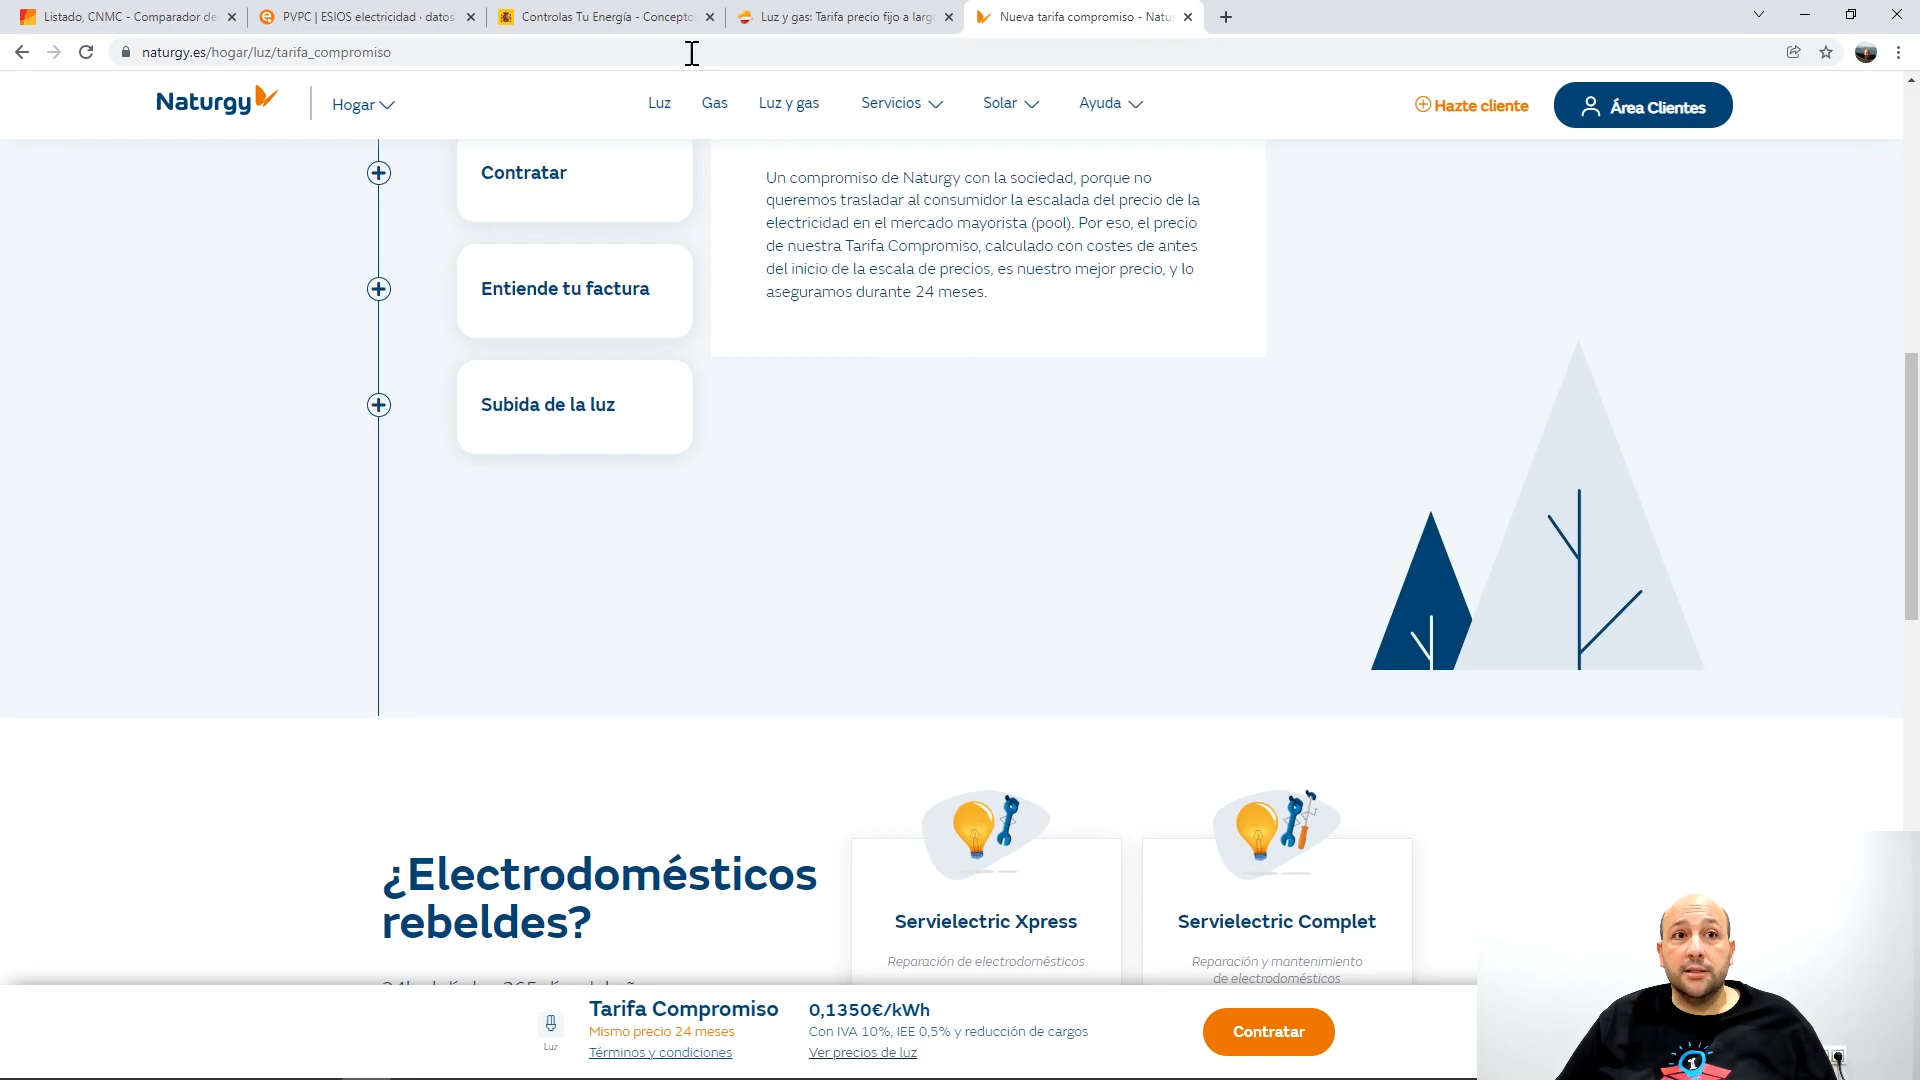 Listado, CNMC - Comparador de
PVPC | ESIOS electricidad · datos
Controlas Tu Energía - Concepto
Luz y gas: Tarifa precio fijo a larg
Nueva tarifa compromiso - Natu
naturgy.es/hogar/luz/tarifa_compromiso
Naturgy
Hogar
Luz
Gas
Luz y gas
Servicios
Solar
Ayuda
Hazte cliente
Área Clientes
Contratar
Entiende tu factura
Subida de la luz
Un compromiso de Naturgy con la sociedad, porque no
queremos trasladar al consumidor la escalada del precio de la
electricidad en el mercado mayorista (pool). Por eso, el precio
de nuestra Tarifa Compromiso, calculado con costes de antes
del inicio de la escala de precios, es nuestro mejor precio, y lo
aseguramos durante 24 meses.
¿Electrodomésticos
rebeldes?
Servielectric Xpress
Reparación de electrodomésticos
Servielectric Complet
Reparación y mantenimiento
de electrodomésticos
Luz
Tarifa Compromiso
Mismo precio 24 meses
Términos y condiciones
0,1350€/kWh
Con IVA 10%, IEE 0,5% y reducción de cargos
Ver precios de luz
Contratar